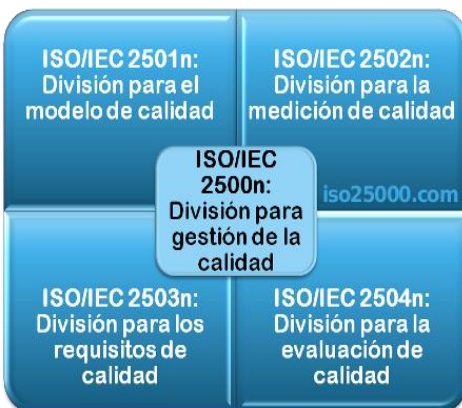 ISO/IEC 2501n:
División para el
modelo de calidad
ISO/IEC 2502n:
División para la
medición de calidad
ISO/IEC
2500n:
División para
gestión de la
calidad
iso25000.com
ISO/IEC 2503n:
División para los
requisitos de
calidad
ISO/IEC 2504n:
División para la
evaluación de
calidad